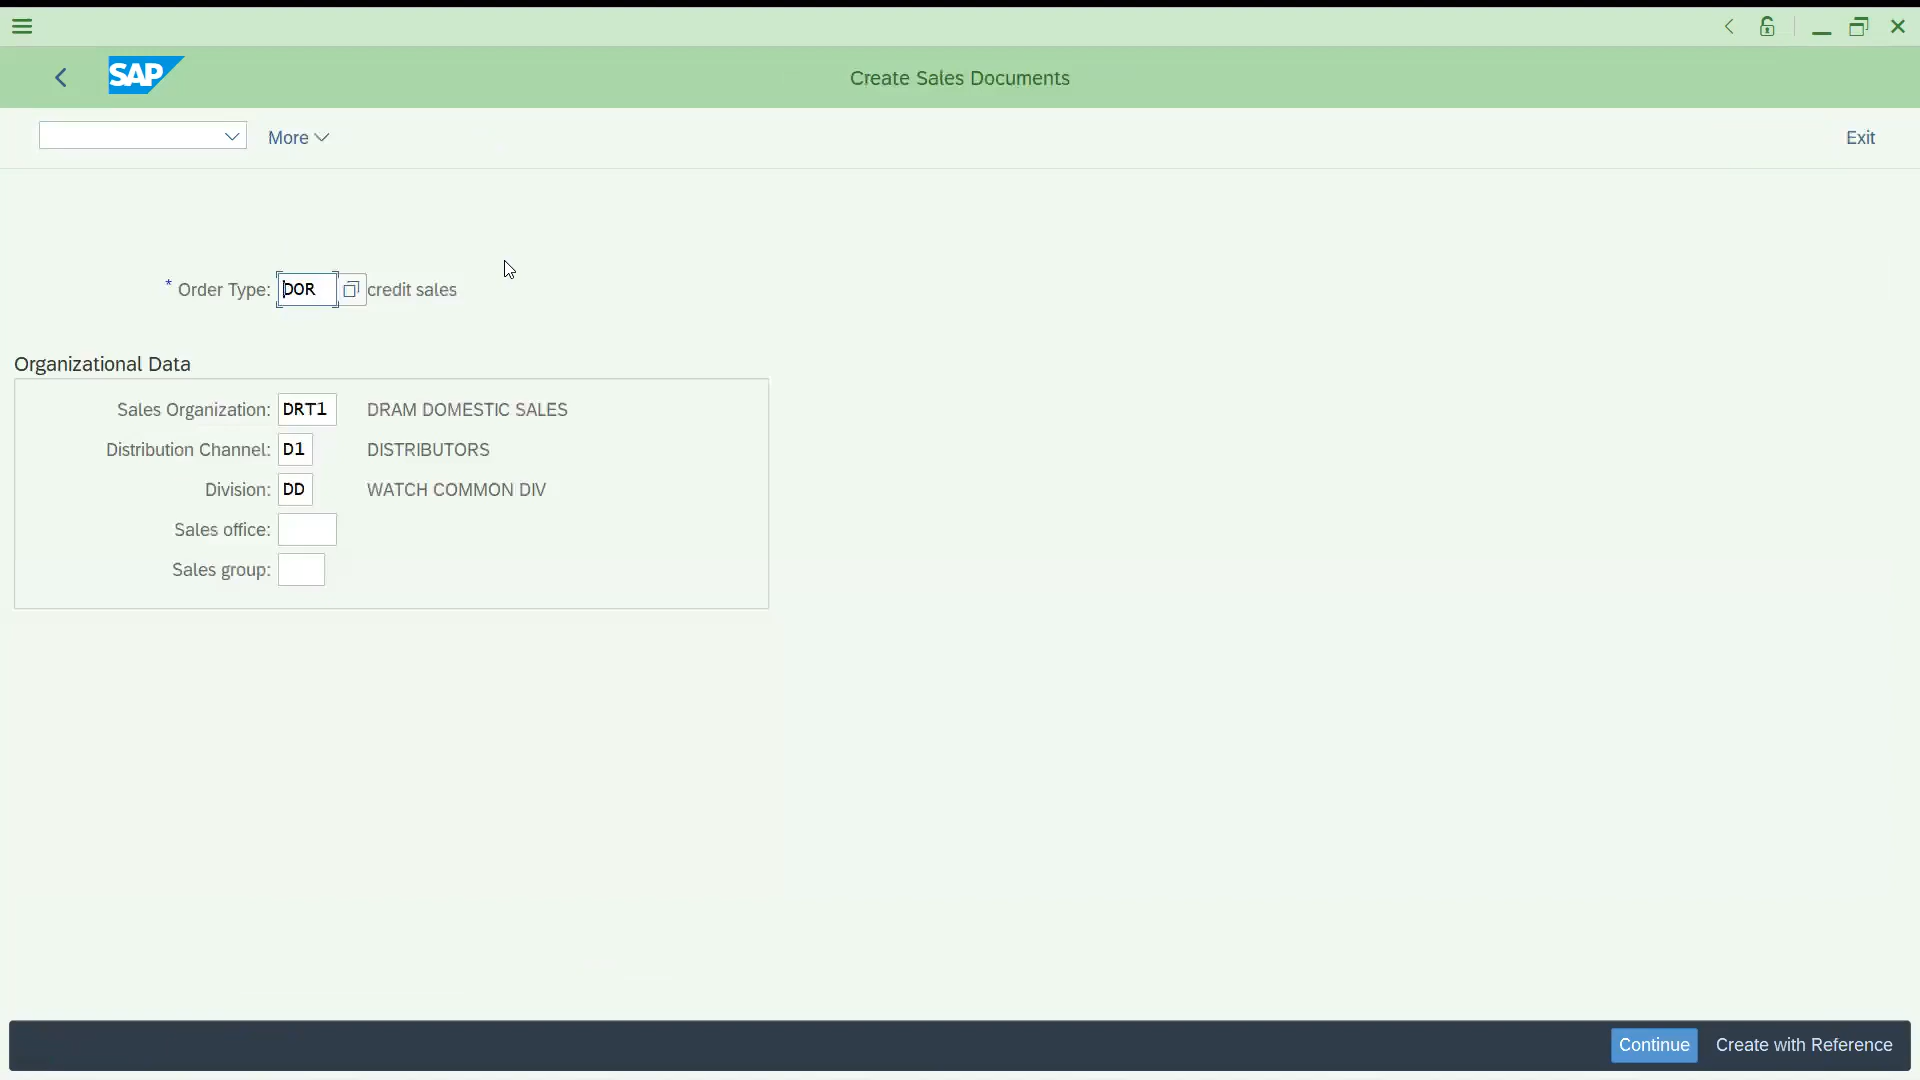 SAP
Create Sales Documents
More
Exit
* Order Type: DOR credit sales
Organizational Data
Sales Organization: DRT1 DRAM DOMESTIC SALES
Distribution Channel: D1 DISTRIBUTORS
Division: DD WATCH COMMON DIV
Sales office:
Sales group:
Continue Create with Reference